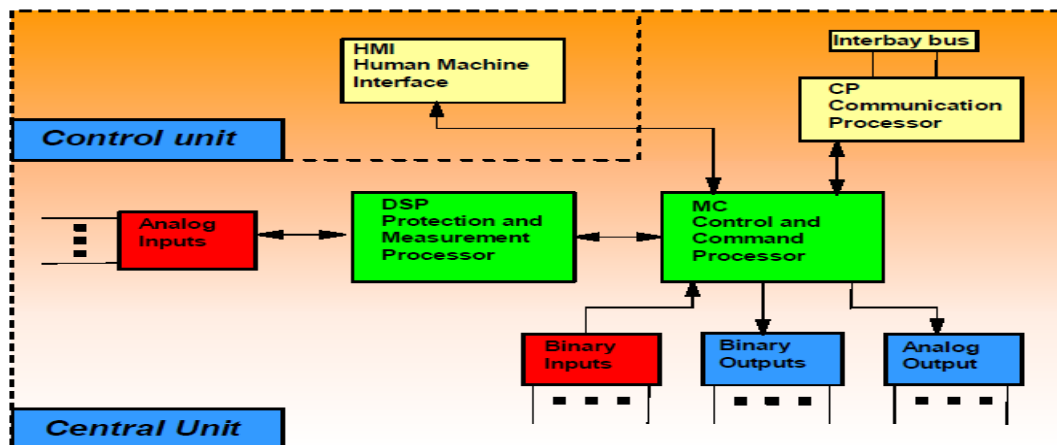 HMI
Human Machine
Interface
Interbay bus
CP
Communication
Processor
Control unit
Analog
Inputs
DSP
Protection and
Measurement
Processor
MC
Control and
Command
Processor
Binary
Inputs
Binary
Outputs
Analog
Output
Central Unit